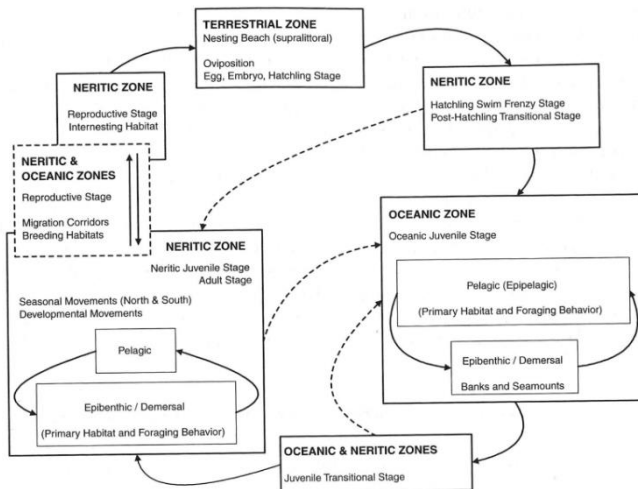 TERRESTRIAL ZONE
Nesting Beach (supralittoral)
Oviposition
Egg, Embryo, Hatchling Stage
NERITIC ZONE
Hatchling Swim Frenzy Stage
Post-Hatchling Transitional Stage
NERITIC ZONE
Reproductive Stage
Internesting Habitat
NERITIC &
OCEANIC ZONES
Reproductive Stage
Migration Corridors
Breeding Habitats
NERITIC ZONE
Neritic Juvenile Stage
Adult Stage
Seasonal Movements (North & South)
Developmental Movements
Pelagic
Epibenthic / Demersal
(Primary Habitat and Foraging Behavior)
OCEANIC ZONE
Oceanic Juvenile Stage
Pelagic (Epipelagic)
(Primary Habitat and Foraging Behavior)
Epibenthic / Demersal
Banks and Seamounts
OCEANIC & NERITIC ZONES
Juvenile Transitional Stage